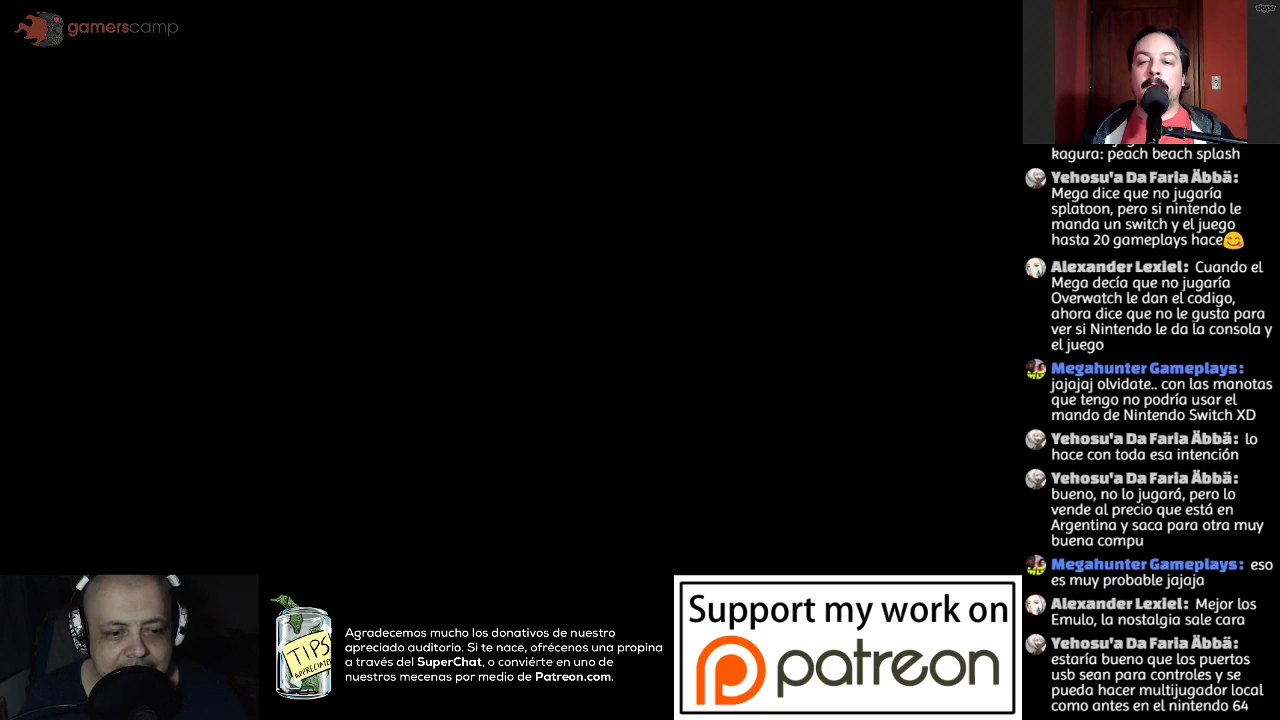 gamerscamp
skype
kagura: peach beach splash
Yehosu'a Da Faria Äbbä:
Mega dice que no jugaría
splatoon, pero si nintendo le
manda un switch y el juego
hasta 20 gameplays hace😋
Alexander Lexiel: Cuando el
Mega decía que no jugaría
Overwatch le dan el codigo,
ahora dice que no le gusta para
ver si Nintendo le da la consola y
el juego
Megahunter Gameplays:
jajajaj olvidate.. con las manotas
que tengo no podría usar el
mando de Nintendo Switch XD
Yehosu'a Da Faria Äbbä: lo
hace con toda esa intención
Yehosu'a Da Faria Äbbä:
bueno, no lo jugará, pero lo
vende al precio que está en
Argentina y saca para otra muy
buena compu
Megahunter Gameplays: eso
es muy probable jajaja
Alexander Lexiel: Mejor los
Emulo, la nostalgia sale cara
Yehosu'a Da Faria Äbbä:
estaría bueno que los puertos
usb sean para controles y se
pueda hacer multijugador local
como antes en el nintendo 64
TIPS
APPRECIATED
Agradecemos mucho los donativos de nuestro
apreciado auditorio. Si te nace, ofrécenos una propina
a través del SuperChat, o conviérte en uno de
nuestros mecenas por medio de Patreon.com.
Support my work on
patreon